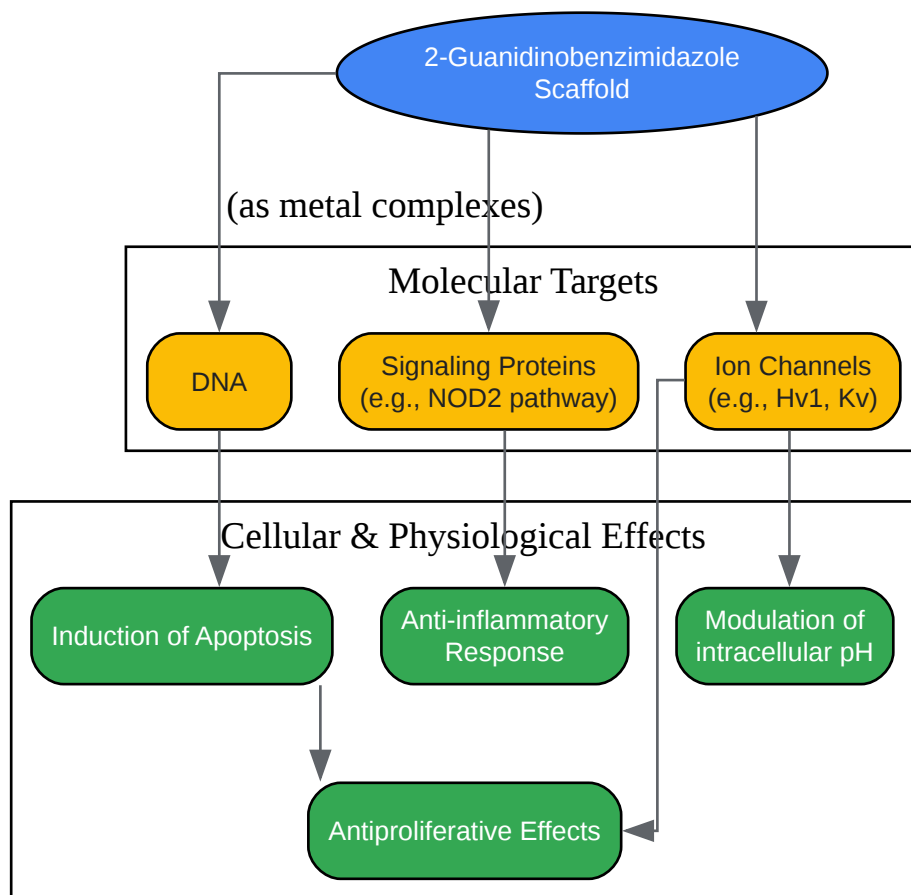 2-Guanidinobenzimidazole
Scaffold
(as metal complexes)
Molecular Targets
DNA
Signaling Proteins
(e.g., NOD2 pathway)
Ion Channels
(e.g., Hv1, Kv)
Cellular & Physiological Effects
Induction of Apoptosis
Anti-inflammatory
Response
Modulation of
intracellular pH
Antiproliferative Effects